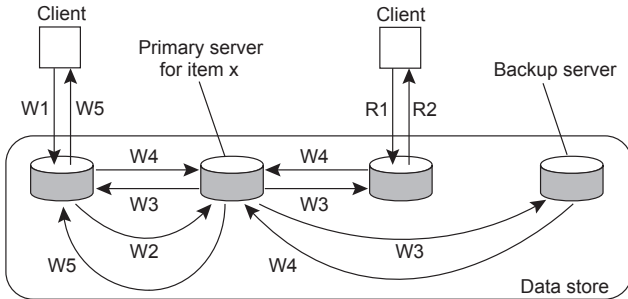 Client
Client
Primary server
for item x
Backup server
W1
W5
R1
R2
W4
W4
W3
W3
W2
W3
W5
W4
Data store